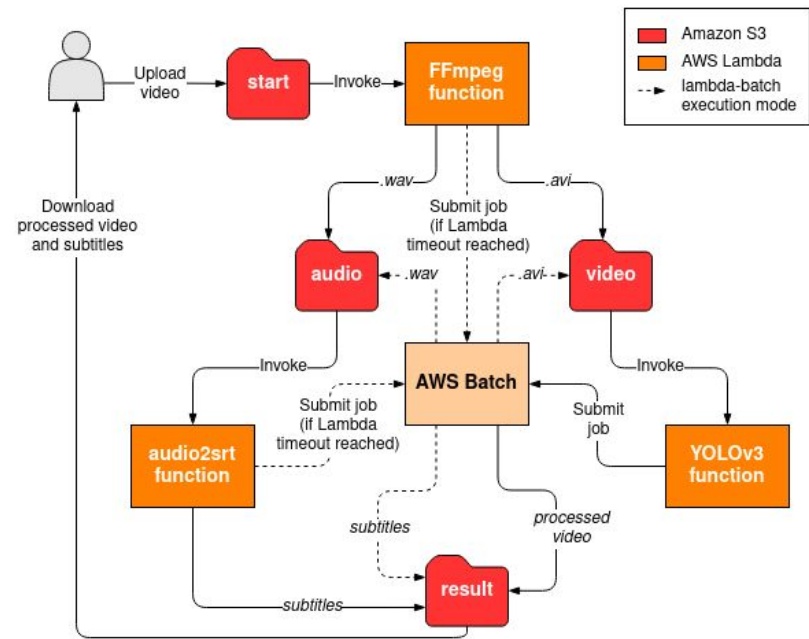 Amazon S3
AWS Lambda
lambda-batch
execution mode
Upload
video
start
Invoke
FFmpeg
function
.wav
.avi
Submit job
(if Lambda
timeout reached)
Download
processed video
and subtitles
audio
.wav
.avi
video
Invoke
AWS Batch
Invoke
Submit job
(if Lambda
timeout reached)
Submit
job
audio2srt
function
YOLOv3
function
subtitles
processed
video
result
subtitles